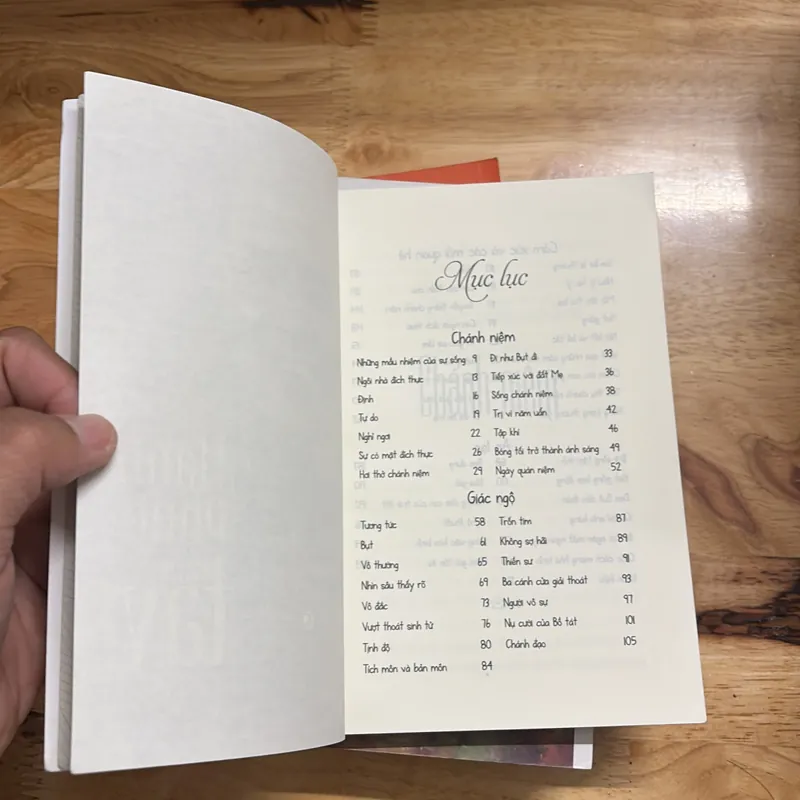 Mục lục
Chánh niệm
Những mầu nhiệm của sự sống 9
Ngôi nhà đích thực 13
Định 16
Tự do 19
Nghỉ ngơi 22
Sự có mặt đích thực 26
Hơi thở chánh niệm 29
Đi như Bụt đi 33
Tiếp xúc với đất Mẹ 36
Sống chánh niệm 38
Trị vì năm uẩn 42
Tập khí 46
Bóng tối trở thành ánh sáng 49
Ngày quán niệm 52
Giác ngộ
Tương tức 58
Bụt 61
Vô thường 65
Nhìn sâu thấy rõ 69
Vô đắc 73
Vượt thoát sinh tử 76
Tịnh độ 80
Tích môn và bản môn 84
Trốn tìm 87
Không sợ hãi 89
Thiền sư 91
Ba cánh cửa giải thoát 93
Người vô sự 97
Nụ cười của Bồ tát 101
Chánh đạo 105